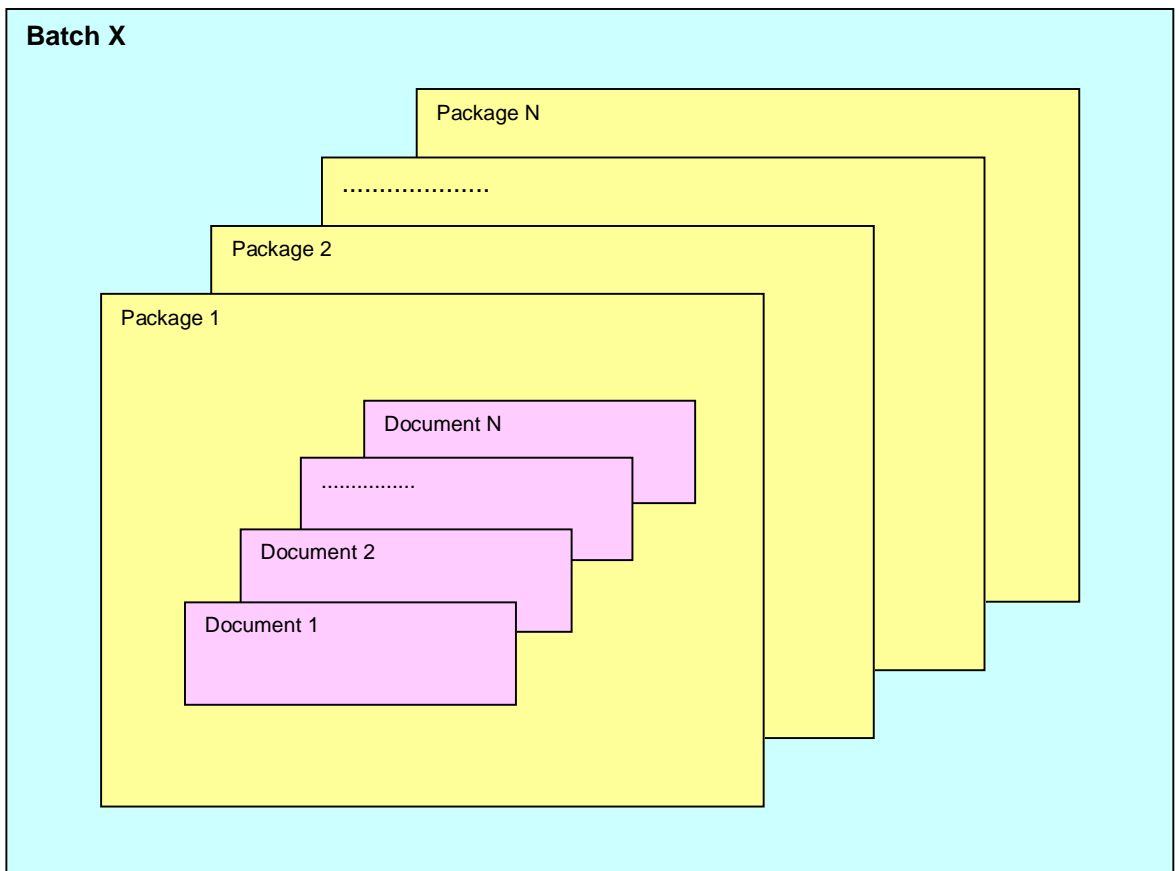 Batch X
Package N
....................
Package 2
Package 1
Document N
................
Document 2
Document 1